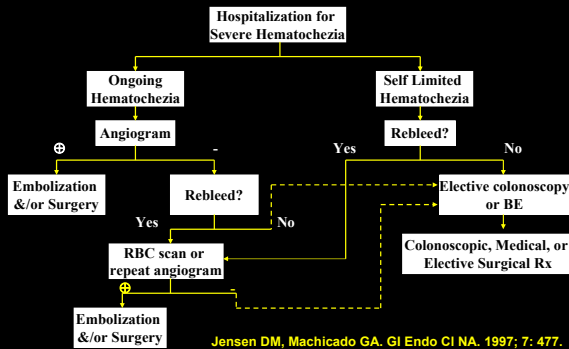 Hospitalization for
Severe Hematochezia
Ongoing
Hematochezia
Self Limited
Hematochezia
Angiogram
Rebleed?
⊕
-
Yes
No
Embolization
&/or Surgery
Rebleed?
Elective colonoscopy
or BE
Yes
No
RBC scan or
repeat angiogram
Colonoscopic, Medical, or
Elective Surgical Rx
⊕
-
Embolization
&/or Surgery
Jensen DM, Machicado GA. GI Endo Cl NA. 1997; 7: 477.